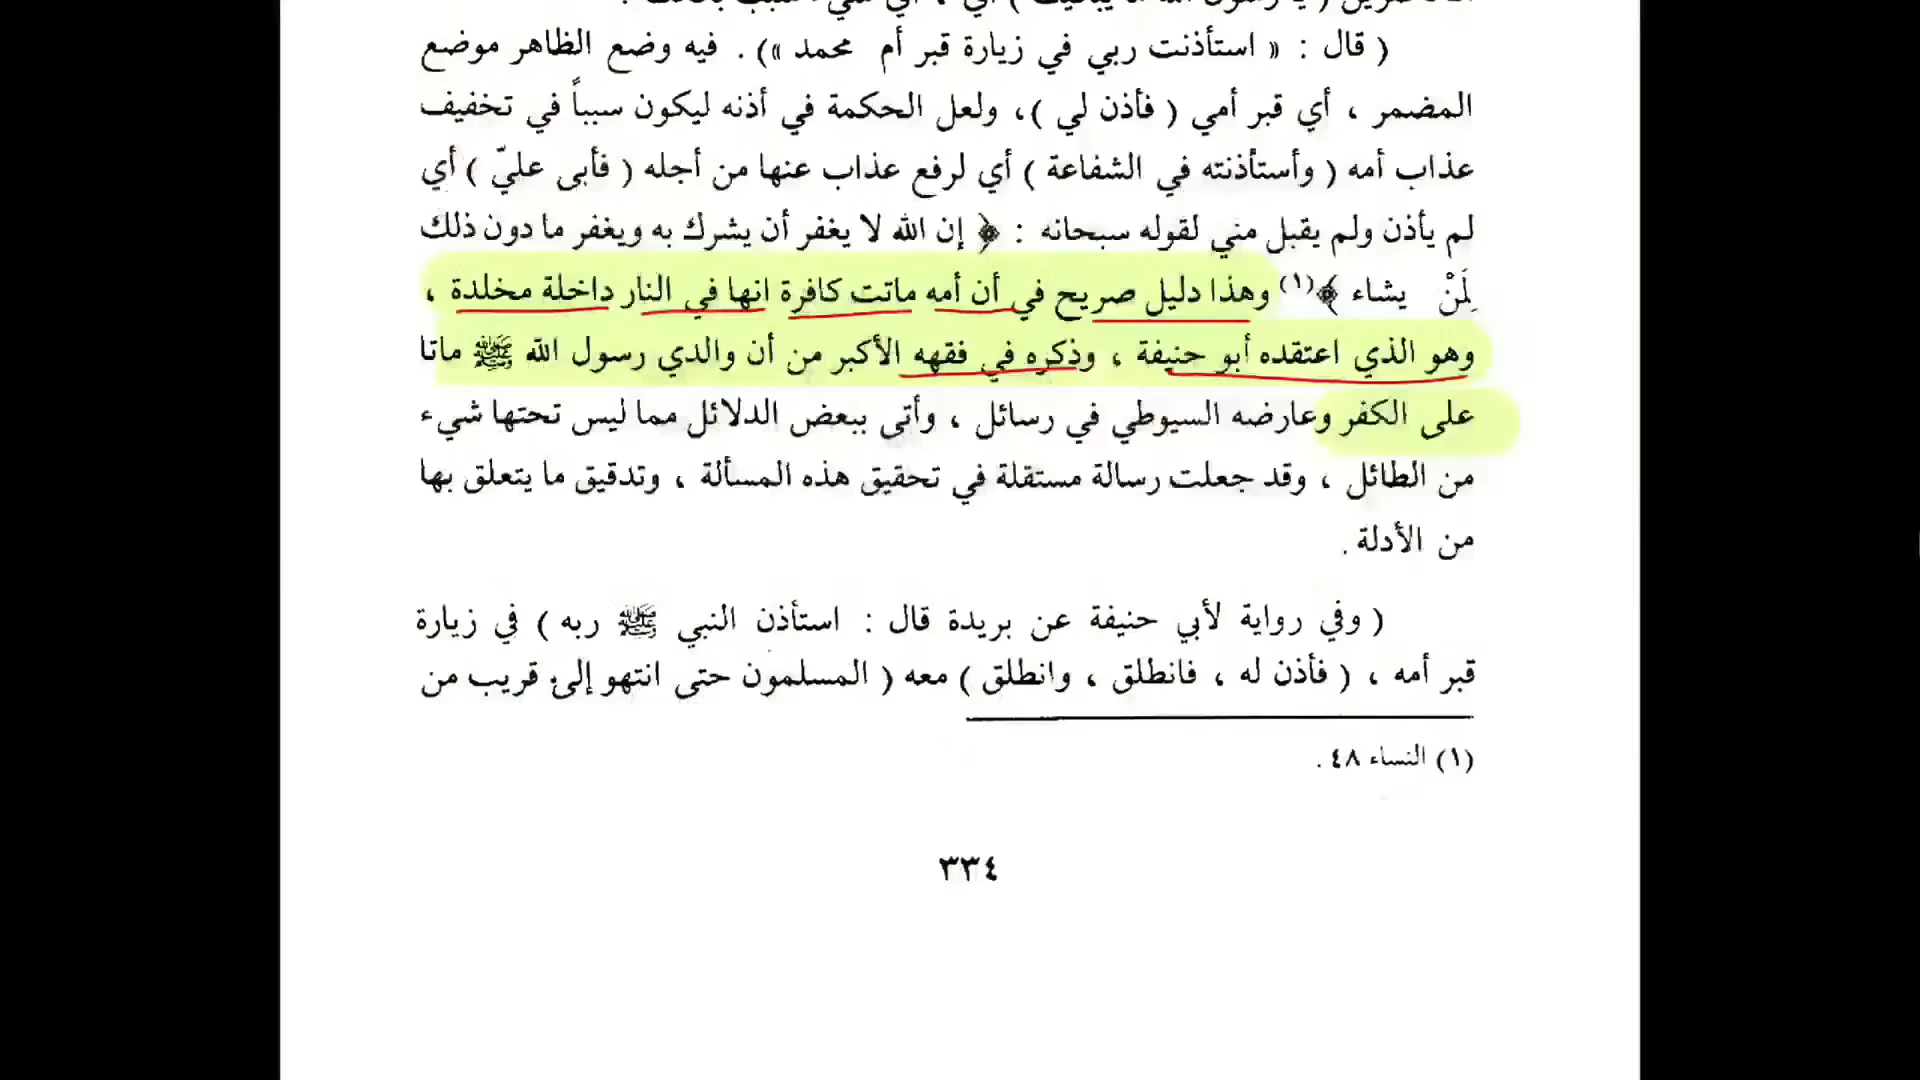 ( قال : « استأذنت ربي في زيارة قبر أم محمد ») . فيه وضع الظاهر موضع
المضمر ، أي قبر أمي ( فأذن لي )، ولعل الحكمة في أذنه ليكون سبباً في تخفيف
عذاب أمه ( وأستأذنته في الشفاعة ) أي لرفع عذاب عنها من أجله ( فأبى عليّ ) أي
لم يأذن ولم يقبل مني لقوله سبحانه : ﴿ إن الله لا يغفر أن يشرك به ويغفر ما دون ذلك
لِمَنْ يشاء ﴾(١) وهذا دليل صريح في أن أمه ماتت كافرة انها في النار داخلة مخلدة ،
وهو الذي اعتقده أبو حنيفة ، وذكره في فقهه الأكبر من أن والدي رسول الله ﷺ ماتا
على الكفر وعارضه السيوطي في رسائل ، وأتى ببعض الدلائل مما ليس تحتها شيء
من الطائل ، وقد جعلت رسالة مستقلة في تحقيق هذه المسألة ، وتدقيق ما يتعلق بها
من الأدلة .
( وفي رواية لأبي حنيفة عن بريدة قال : استأذن النبي ﷺ ربه ) في زيارة
قبر أمه ، ( فأذن له ، فانطلق ، وانطلق ) معه ( المسلمون حتى انتهو إلى قريب من
(١) النساء ٤٨ .
٣٣٤